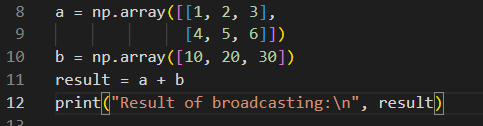 8 a = np.array([[1, 2, 3],
9 [4, 5, 6]])
10 b = np.array([10, 20, 30])
11 result = a + b
12 print("Result of broadcasting:\n", result)